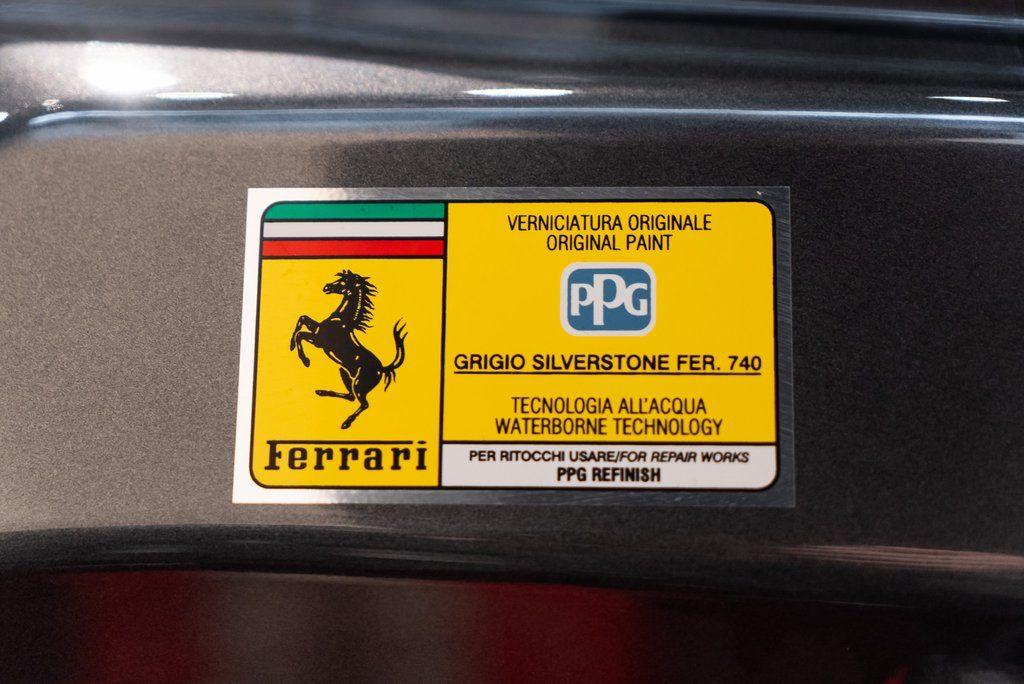 Ferrari
VERNICIATURA ORIGINALE
ORIGINAL PAINT
PPG
GRIGIO SILVERSTONE FER. 740
TECNOLOGIA ALL'ACQUA
WATERBORNE TECHNOLOGY
PER RITOCCHI USARE/FOR REPAIR WORKS
PPG REFINISH